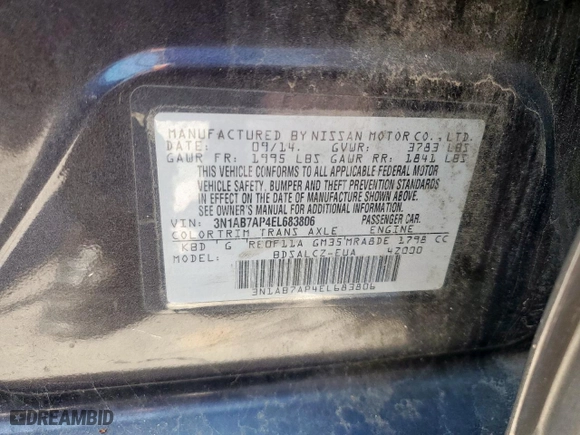 MANUFACTURED BY NISSAN MOTOR CO., LTD.
DATE: 09/14. GVWR: 3783 LBS
GAWR FR: 1995 LBS GAWR RR: 1841 LBS
THIS VEHICLE CONFORMS TO ALL APPLICABLE FEDERAL MOTOR
VEHICLE SAFETY, BUMPER AND THEFT PREVENTION STANDARDS
IN EFFECT ON THE DATE OF MANUFACTURE SHOWN ABOVE.
SEE OWNER'S MANUAL FOR ADDITIONAL INFORMATION.
VIN: 3N1AB7AP4EL683806 PASSENGER CAR.
COLORTRIM TRANS AXLE ENGINE
KBD G RE0F11A GM35 MRA8DE 1798 CC
MODEL: BDSALCZ-EUA 42000
3N1AB7AP4EL683806
DREAMBID